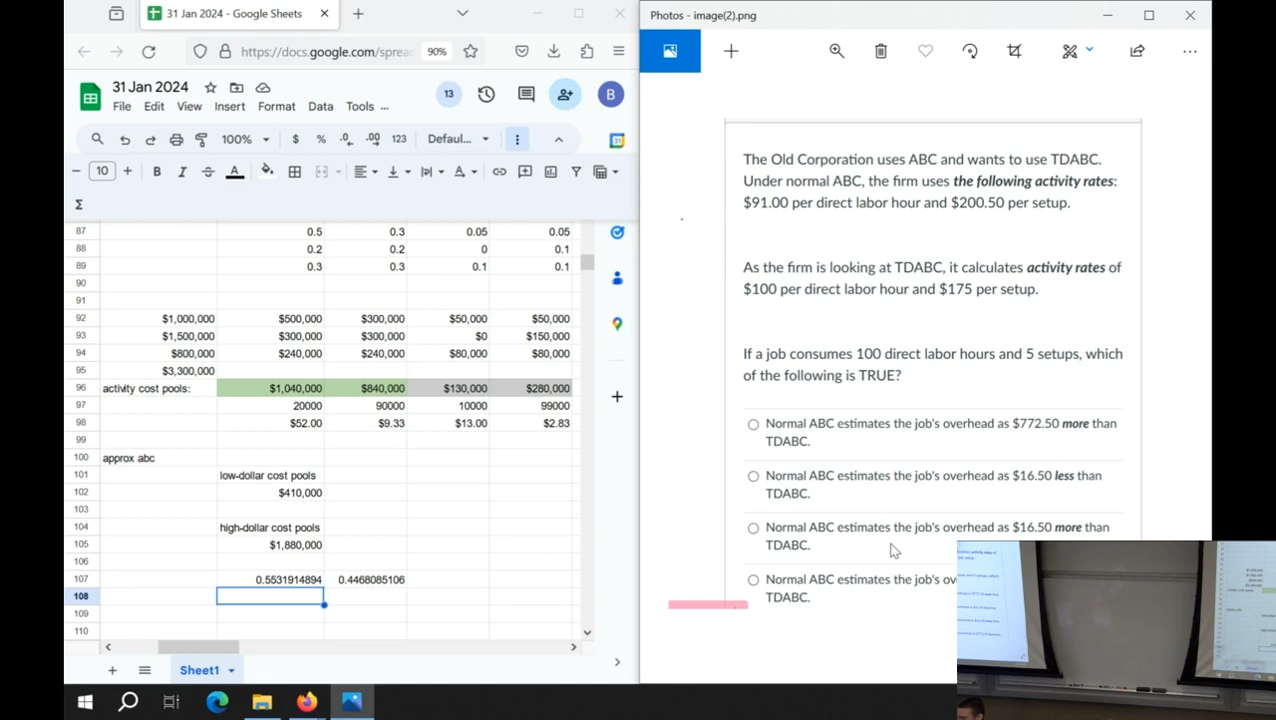 31 Jan 2024 - Google Sheets
https://docs.google.com/sprea
90%
31 Jan 2024
13
B
File Edit View Insert Format Data Tools ...
100% $ % .0 .00 123 Defaul...
10 B I A
Σ
87 0.5 0.3 0.05 0.05
88 0.2 0.2 0 0.1
89 0.3 0.3 0.1 0.1
90
91
92 $1,000,000 $500,000 $300,000 $50,000 $50,000
93 $1,500,000 $300,000 $300,000 $0 $150,000
94 $800,000 $240,000 $240,000 $80,000 $80,000
95 $3,300,000
96 activity cost pools: $1,040,000 $840,000 $130,000 $280,000
97 20000 90000 10000 99000
98 $52.00 $9.33 $13.00 $2.83
99
100 approx abc
101 low-dollar cost pools
102 $410,000
103
104 high-dollar cost pools
105 $1,880,000
106
107 0.5531914894 0.4468085106
108
109
110
Sheet1
Photos - image(2).png
The Old Corporation uses ABC and wants to use TDABC.
Under normal ABC, the firm uses the following activity rates:
$91.00 per direct labor hour and $200.50 per setup.
As the firm is looking at TDABC, it calculates activity rates of
$100 per direct labor hour and $175 per setup.
If a job consumes 100 direct labor hours and 5 setups, which
of the following is TRUE?
Normal ABC estimates the job's overhead as $772.50 more than
TDABC.
Normal ABC estimates the job's overhead as $16.50 less than
TDABC.
Normal ABC estimates the job's overhead as $16.50 more than
TDABC.
Normal ABC estimates the job's ov
TDABC.